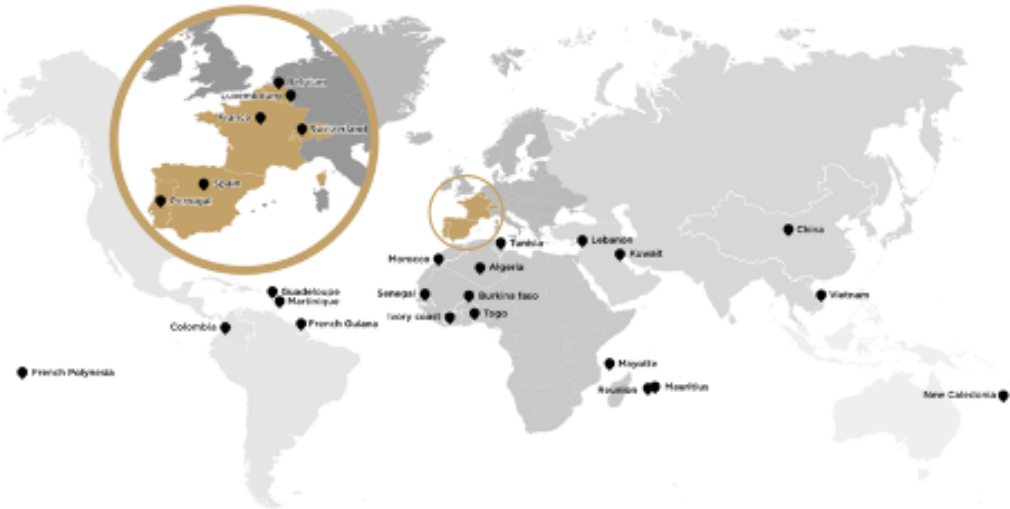 Belgium
Luxembourg
France
Switzerland
Spain
Portugal
China
Lebanon
Tunisia
Kuwait
Morocco
Algeria
Guadeloupe
Senegal
Burkina faso
Vietnam
Martinique
Togo
Ivory coast
French Guiana
Colombia
Mayotte
French Polynesia
Reunion
Mauritius
New Caledonia